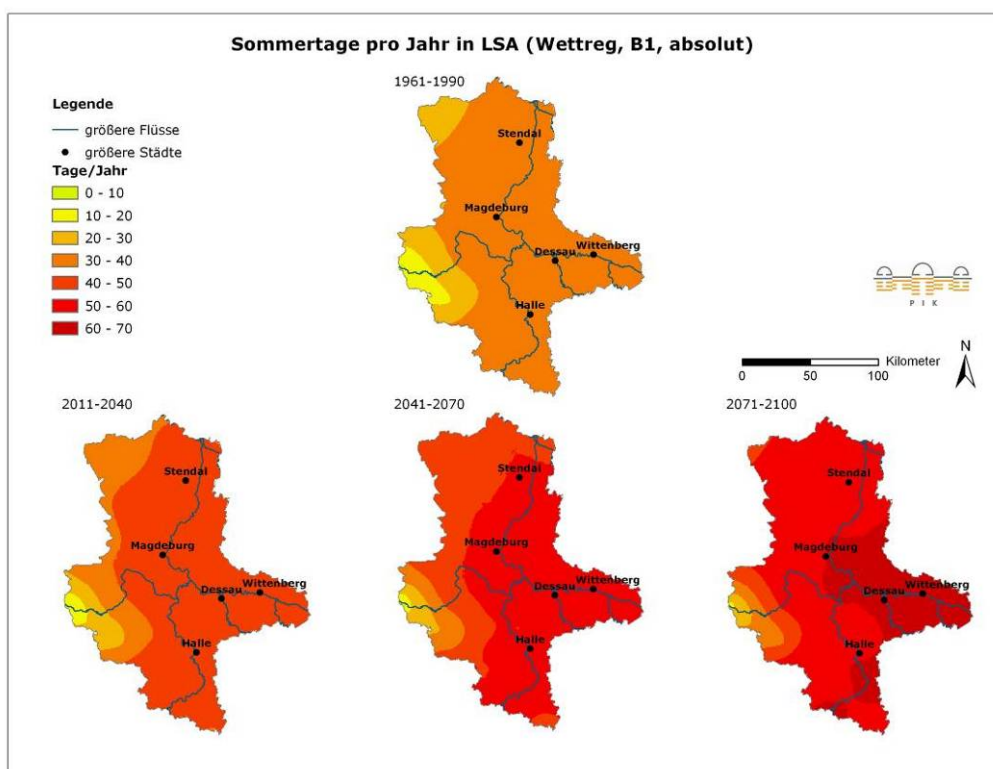 Sommertage pro Jahr in LSA (Wettreg, B1, absolut)
1961-1990
Legende
größere Flüsse
größere Städte
Tage/Jahr
0 - 10
10 - 20
20 - 30
30 - 40
40 - 50
50 - 60
60 - 70
Stendal
Magdeburg
Dessau
Wittenberg
Halle
P I K
N
Kilometer
0 50 100
2011-2040
Stendal
Magdeburg
Dessau
Wittenberg
Halle
2041-2070
Stendal
Magdeburg
Dessau
Wittenberg
Halle
2071-2100
Stendal
Magdeburg
Dessau
Wittenberg
Halle